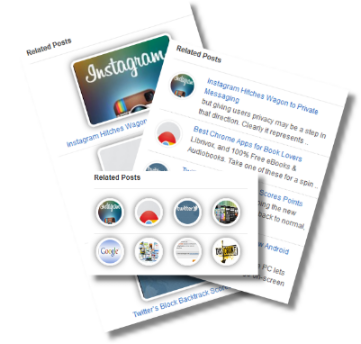 Related Posts
Instagram
Instagram Hitches Wagon
Related Posts
Instagram Hitches Wagon to Private
Messaging
but giving users privacy may be a step in
that direction. Clearly it represents ...
Best Chrome Apps for Book Lovers
Librivox, and 100% Free eBooks &
Audiobooks. Take one of these for a spin ...
Scores Points
the new
back to normal,
Android
PC lets
Related Posts
Instagram
twitter
Google
DISCOUNT
Twitter's Block Backtrack Scores